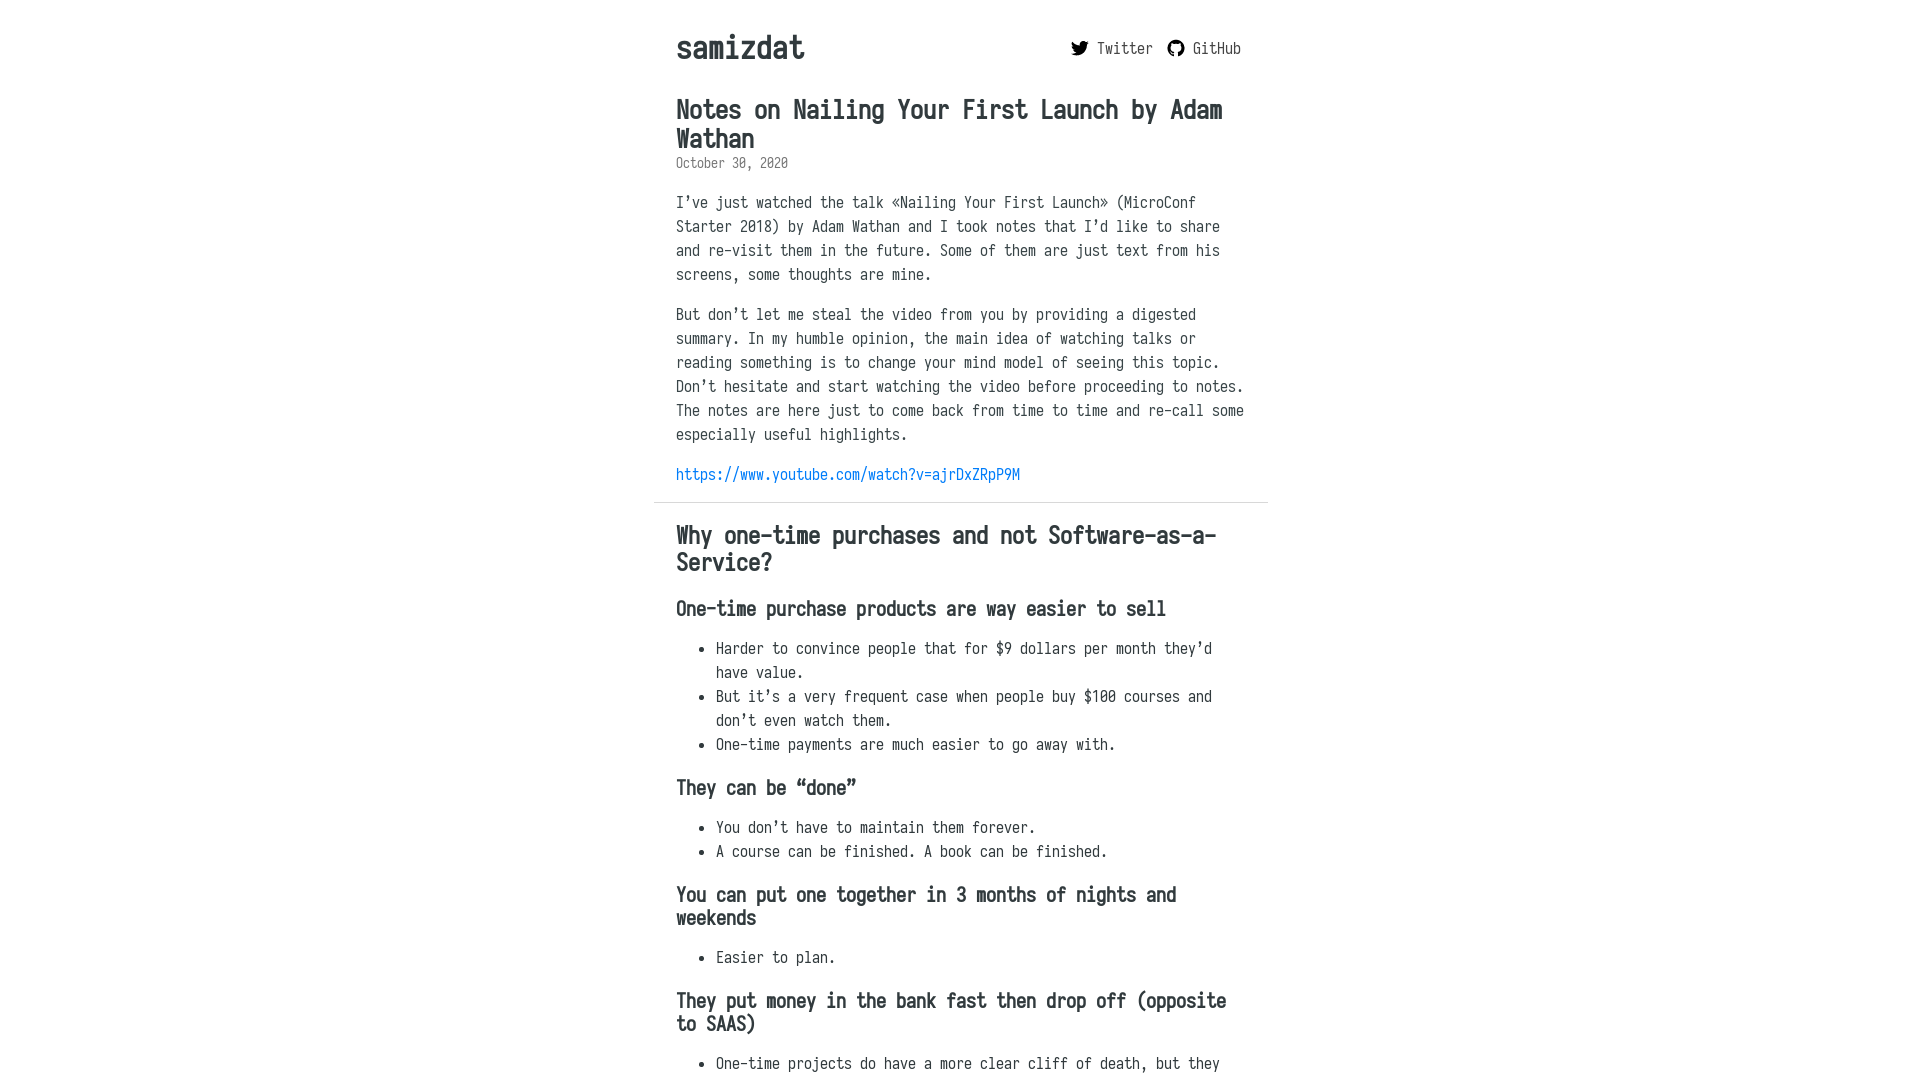 samizdat
Twitter GitHub
Notes on Nailing Your First Launch by Adam
Wathan
October 30, 2020
I’ve just watched the talk «Nailing Your First Launch» (MicroConf
Starter 2018) by Adam Wathan and I took notes that I’d like to share
and re-visit them in the future. Some of them are just text from his
screens, some thoughts are mine.
But don’t let me steal the video from you by providing a digested
summary. In my humble opinion, the main idea of watching talks or
reading something is to change your mind model of seeing this topic.
Don’t hesitate and start watching the video before proceeding to notes.
The notes are here just to come back from time to time and re-call some
especially useful highlights.
https://www.youtube.com/watch?v=ajrDxZRpP9M
Why one-time purchases and not Software-as-a-
Service?
One-time purchase products are way easier to sell
• Harder to convince people that for $9 dollars per month they’d
have value.
• But it’s a very frequent case when people buy $100 courses and
don’t even watch them.
• One-time payments are much easier to go away with.
They can be “done”
• You don’t have to maintain them forever.
• A course can be finished. A book can be finished.
You can put one together in 3 months of nights and
weekends
• Easier to plan.
They put money in the bank fast then drop off (opposite
to SAAS)
• One-time projects do have a more clear cliff of death, but they